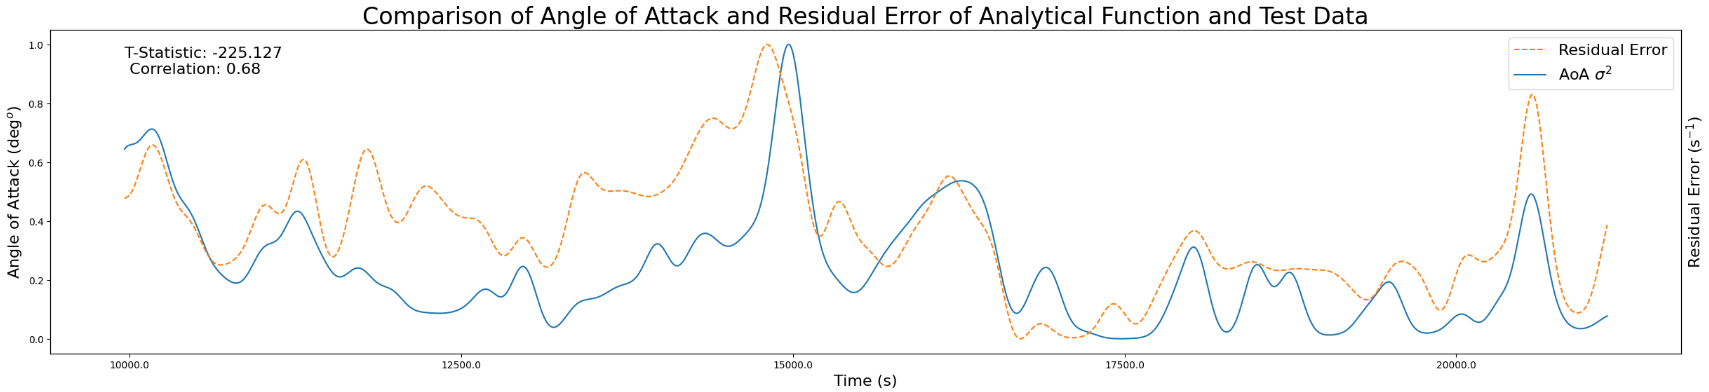 Comparison of Angle of Attack and Residual Error of Analytical Function and Test Data
T-Statistic: -225.127
Correlation: 0.68
Residual Error
AoA σ²
1.0
0.8
0.6
0.4
0.2
0.0
Angle of Attack (deg°)
Residual Error (s⁻¹)
10000.0 12500.0 15000.0 17500.0 20000.0
Time (s)